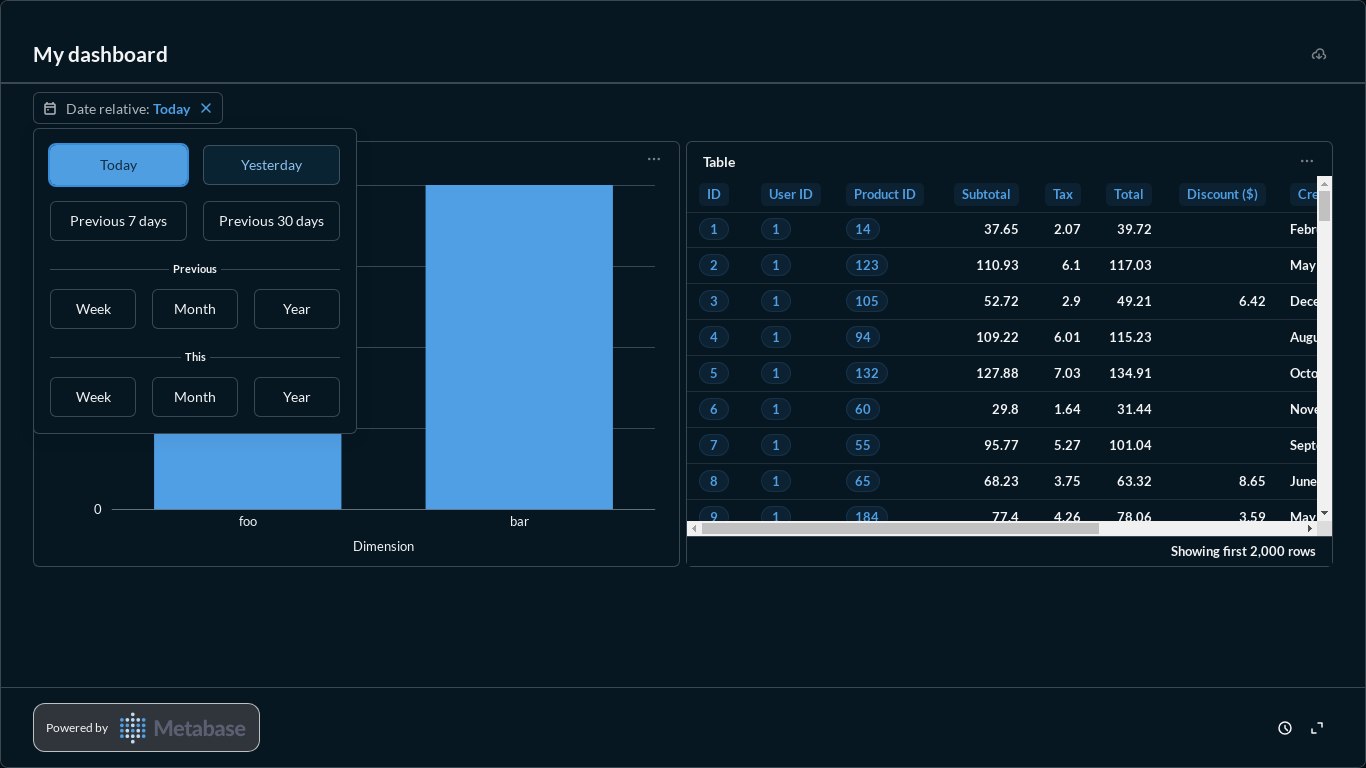 My dashboard
Date relative: Today
Today Yesterday
Previous 7 days Previous 30 days
Previous
Week Month Year
This
Week Month Year
0
foo bar
Dimension
Table
ID User ID Product ID Subtotal Tax Total Discount ($) Cre
1 1 14 37.65 2.07 39.72 Febr
2 1 123 110.93 6.1 117.03 May
3 1 105 52.72 2.9 49.21 6.42 Dece
4 1 94 109.22 6.01 115.23 Augu
5 1 132 127.88 7.03 134.91 Octo
6 1 60 29.8 1.64 31.44 Nove
7 1 55 95.77 5.27 101.04 Septe
8 1 65 68.23 3.75 63.32 8.65 June
9 1 184 77.4 4.26 78.06 3.59 May
Showing first 2,000 rows
Powered by Metabase